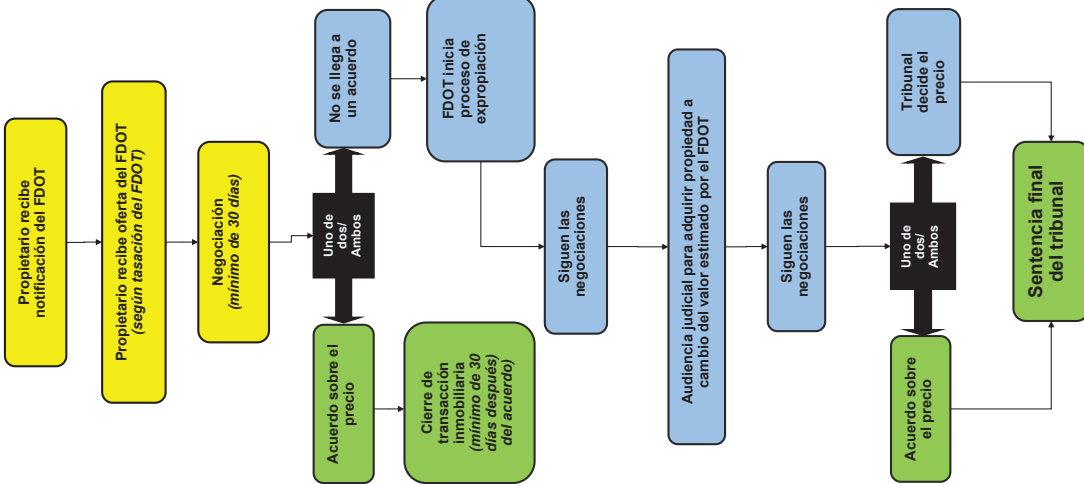 Propietario recibe
notificación del FDOT
Propietario recibe oferta del FDOT
(según tasación del FDOT)
Negociación
(mínimo de 30 días)
Uno de
dos/
Ambos
Acuerdo sobre el
precio
No se llega a
un acuerdo
Cierre de
transacción
inmobiliaria
(mínimo de 30
días después
del acuerdo)
FDOT inicia
proceso de
expropiación
Siguen las
negociaciones
Audiencia judicial para adquirir propiedad a
cambio del valor estimado por el FDOT
Siguen las
negociaciones
Uno de
dos/
Ambos
Acuerdo sobre
el precio
Tribunal
decide el
precio
Sentencia final
del tribunal